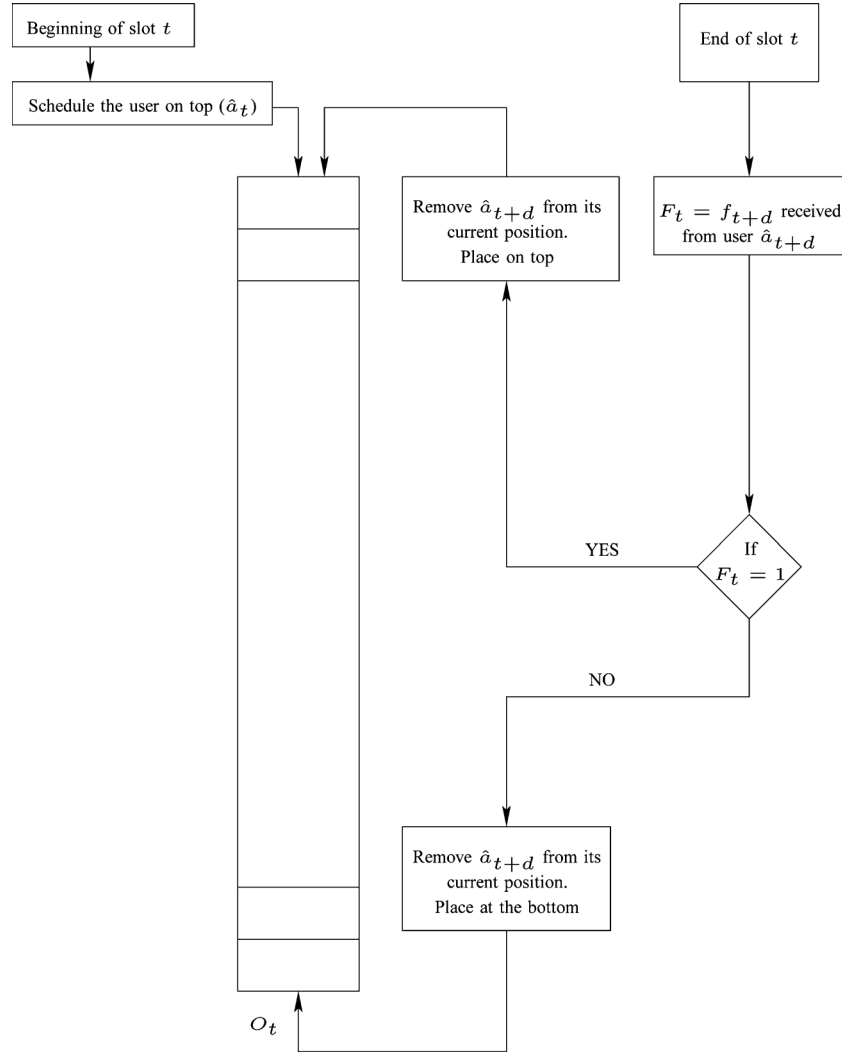 Beginning of slot t
Schedule the user on top (â_t)
End of slot t
Remove â_{t+d} from its
current position.
Place on top
F_t = f_{t+d} received
from user â_{t+d}
YES
If
F_t = 1
NO
Remove â_{t+d} from its
current position.
Place at the bottom
O_t